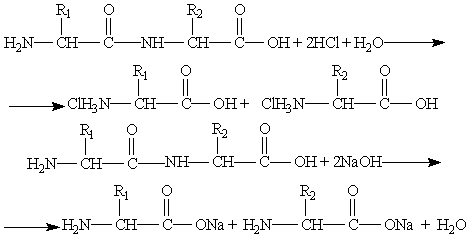 R1 O R2 O
H2N—CH—C—NH—CH—C—OH + 2HCl + H2O ⟶
R1 O R2 O
⟶ ClH3N—CH—C—OH + ClH3N—CH—C—OH
R1 O R2 O
H2N—CH—C—NH—CH—C—OH + 2NaOH ⟶
R1 O R2 O
⟶ H2N—CH—C—ONa + H2N—CH—C—ONa + H2O